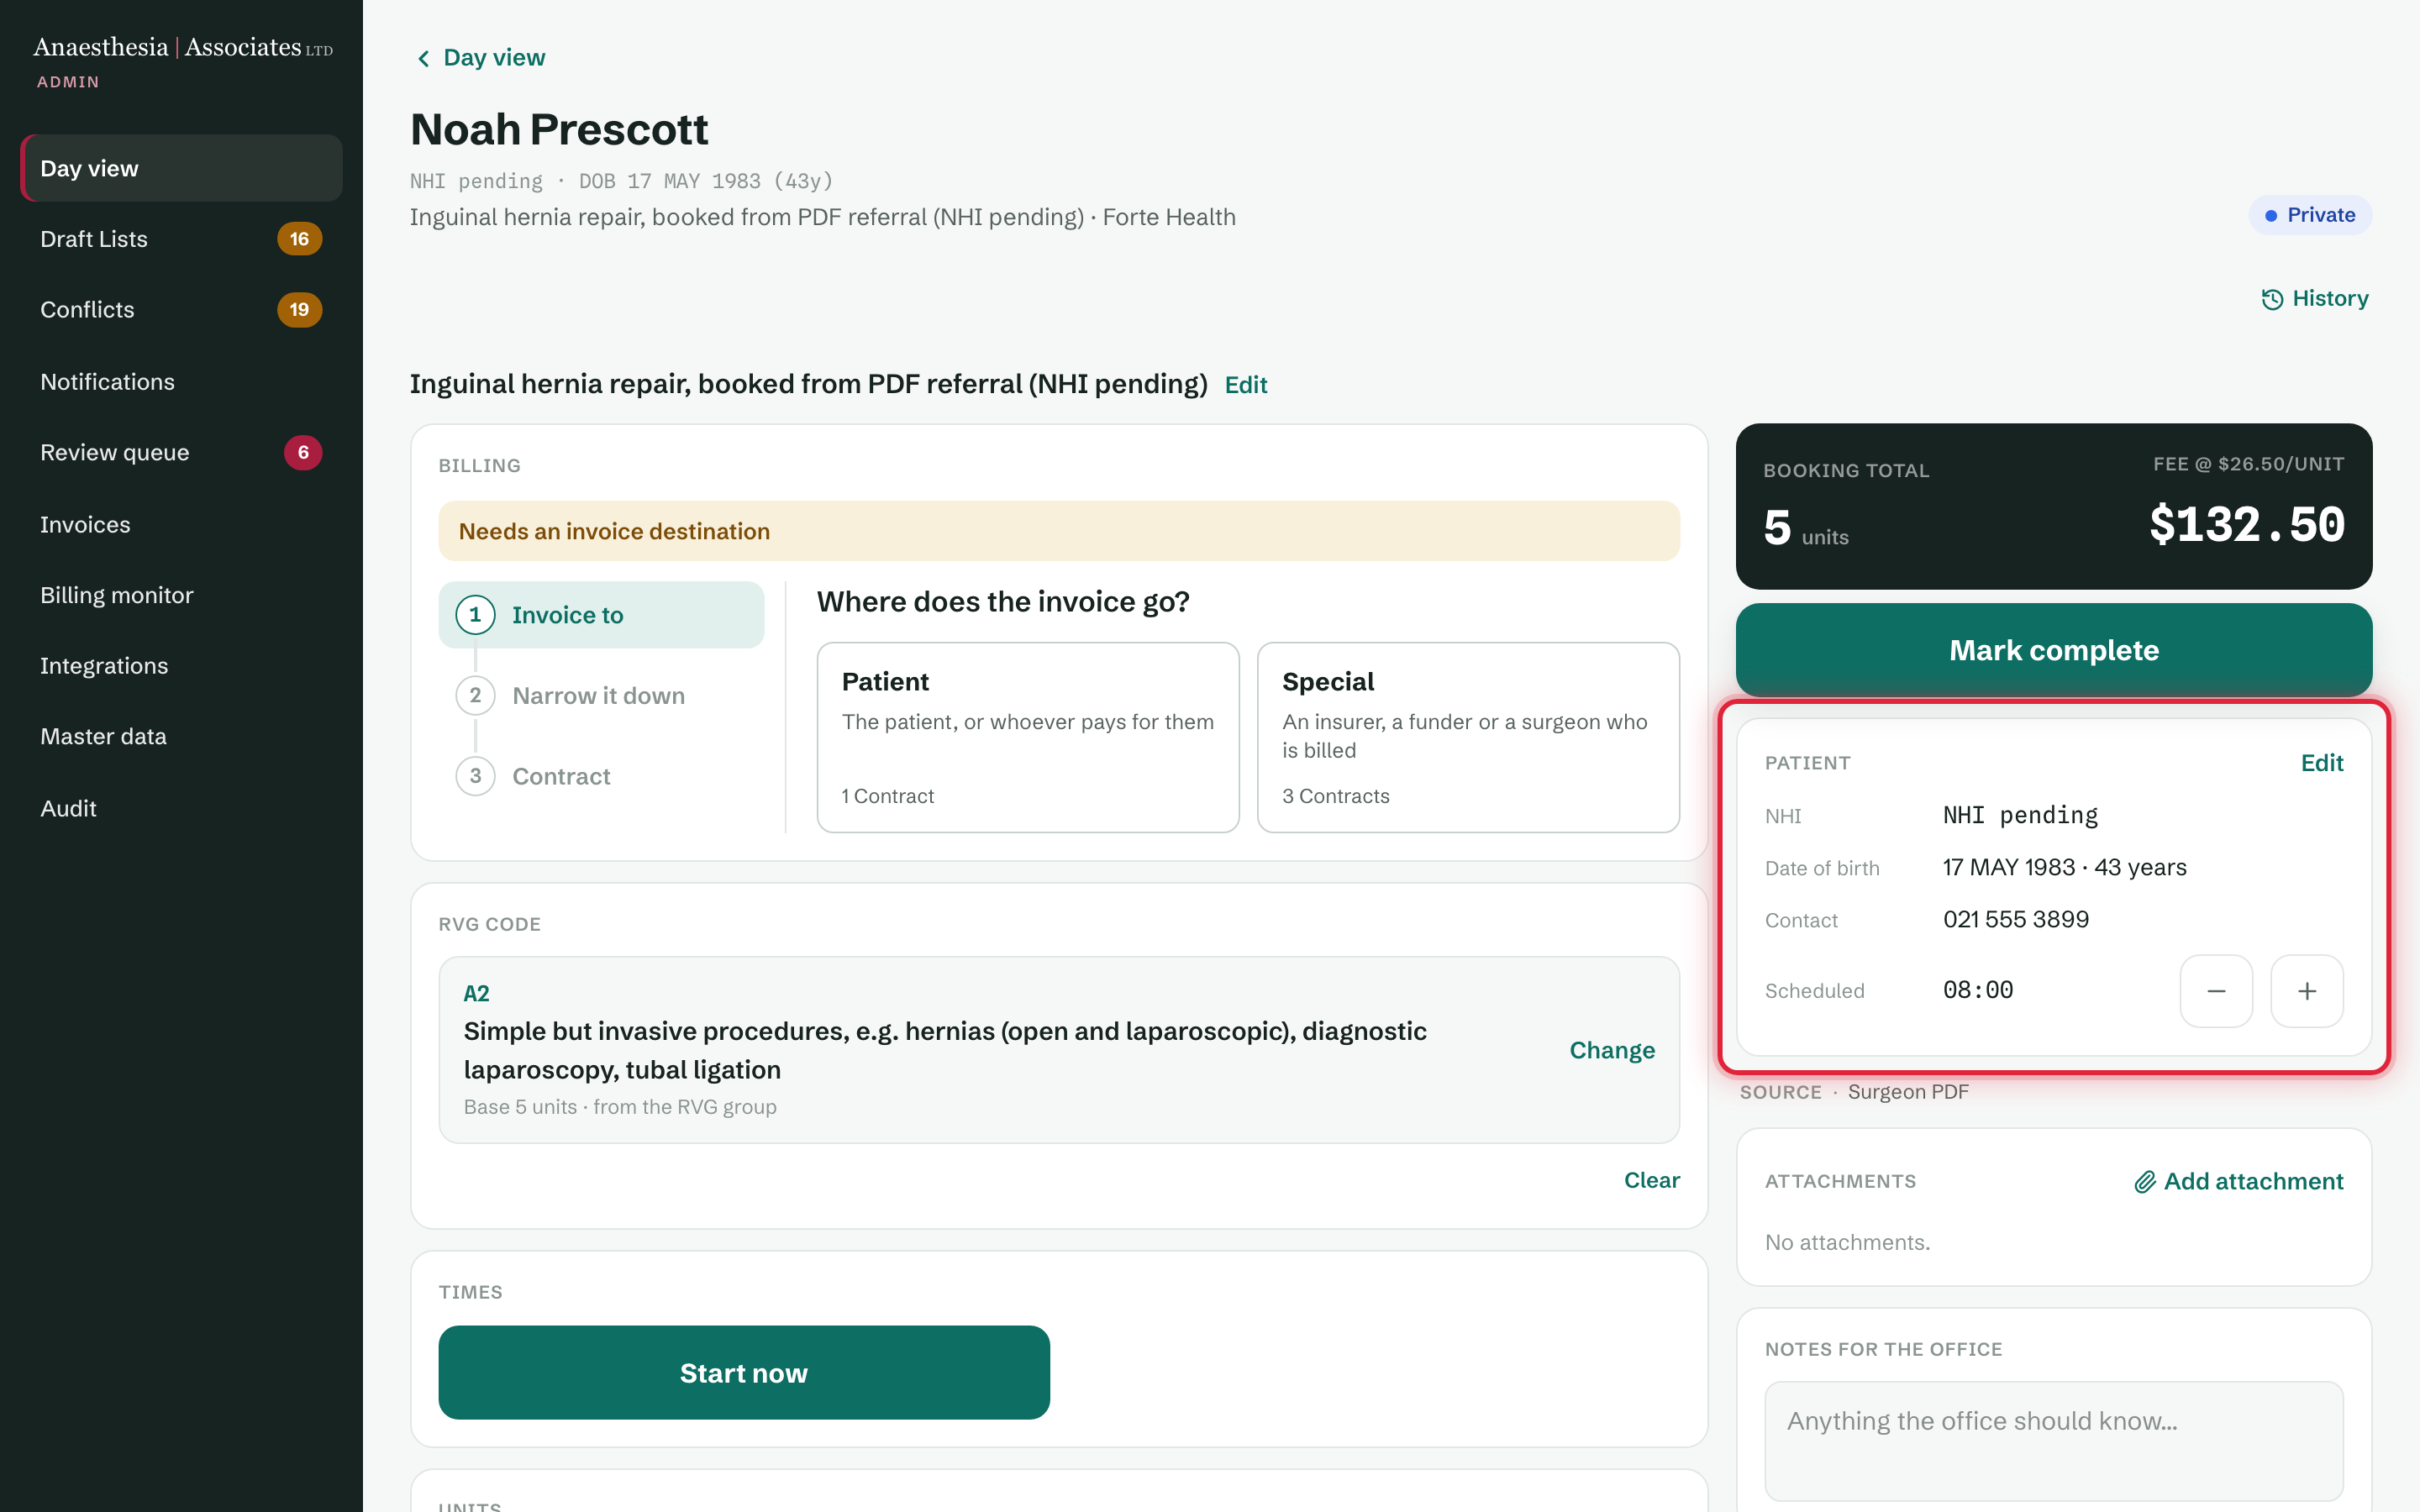 Anaesthesia | Associates LTD
ADMIN
Day view
Draft Lists 16
Conflicts 19
Notifications
Review queue 6
Invoices
Billing monitor
Integrations
Master data
Audit
Day view
Noah Prescott
NHI pending · DOB 17 MAY 1983 (43y)
Inguinal hernia repair, booked from PDF referral (NHI pending) · Forte Health
Private
History
Inguinal hernia repair, booked from PDF referral (NHI pending) Edit
BILLING
Needs an invoice destination
1 Invoice to
2 Narrow it down
3 Contract
Where does the invoice go?
Patient
The patient, or whoever pays for them
1 Contract
Special
An insurer, a funder or a surgeon who
is billed
3 Contracts
RVG CODE
A2
Simple but invasive procedures, e.g. hernias (open and laparoscopic), diagnostic
laparoscopy, tubal ligation
Base 5 units · from the RVG group
Change
Clear
TIMES
Start now
UNITS
BOOKING TOTAL
5 units
FEE @ $26.50/UNIT
$132.50
Mark complete
PATIENT Edit
NHI NHI pending
Date of birth 17 MAY 1983 · 43 years
Contact 021 555 3899
Scheduled 08:00 − +
SOURCE · Surgeon PDF
ATTACHMENTS Add attachment
No attachments.
NOTES FOR THE OFFICE
Anything the office should know...